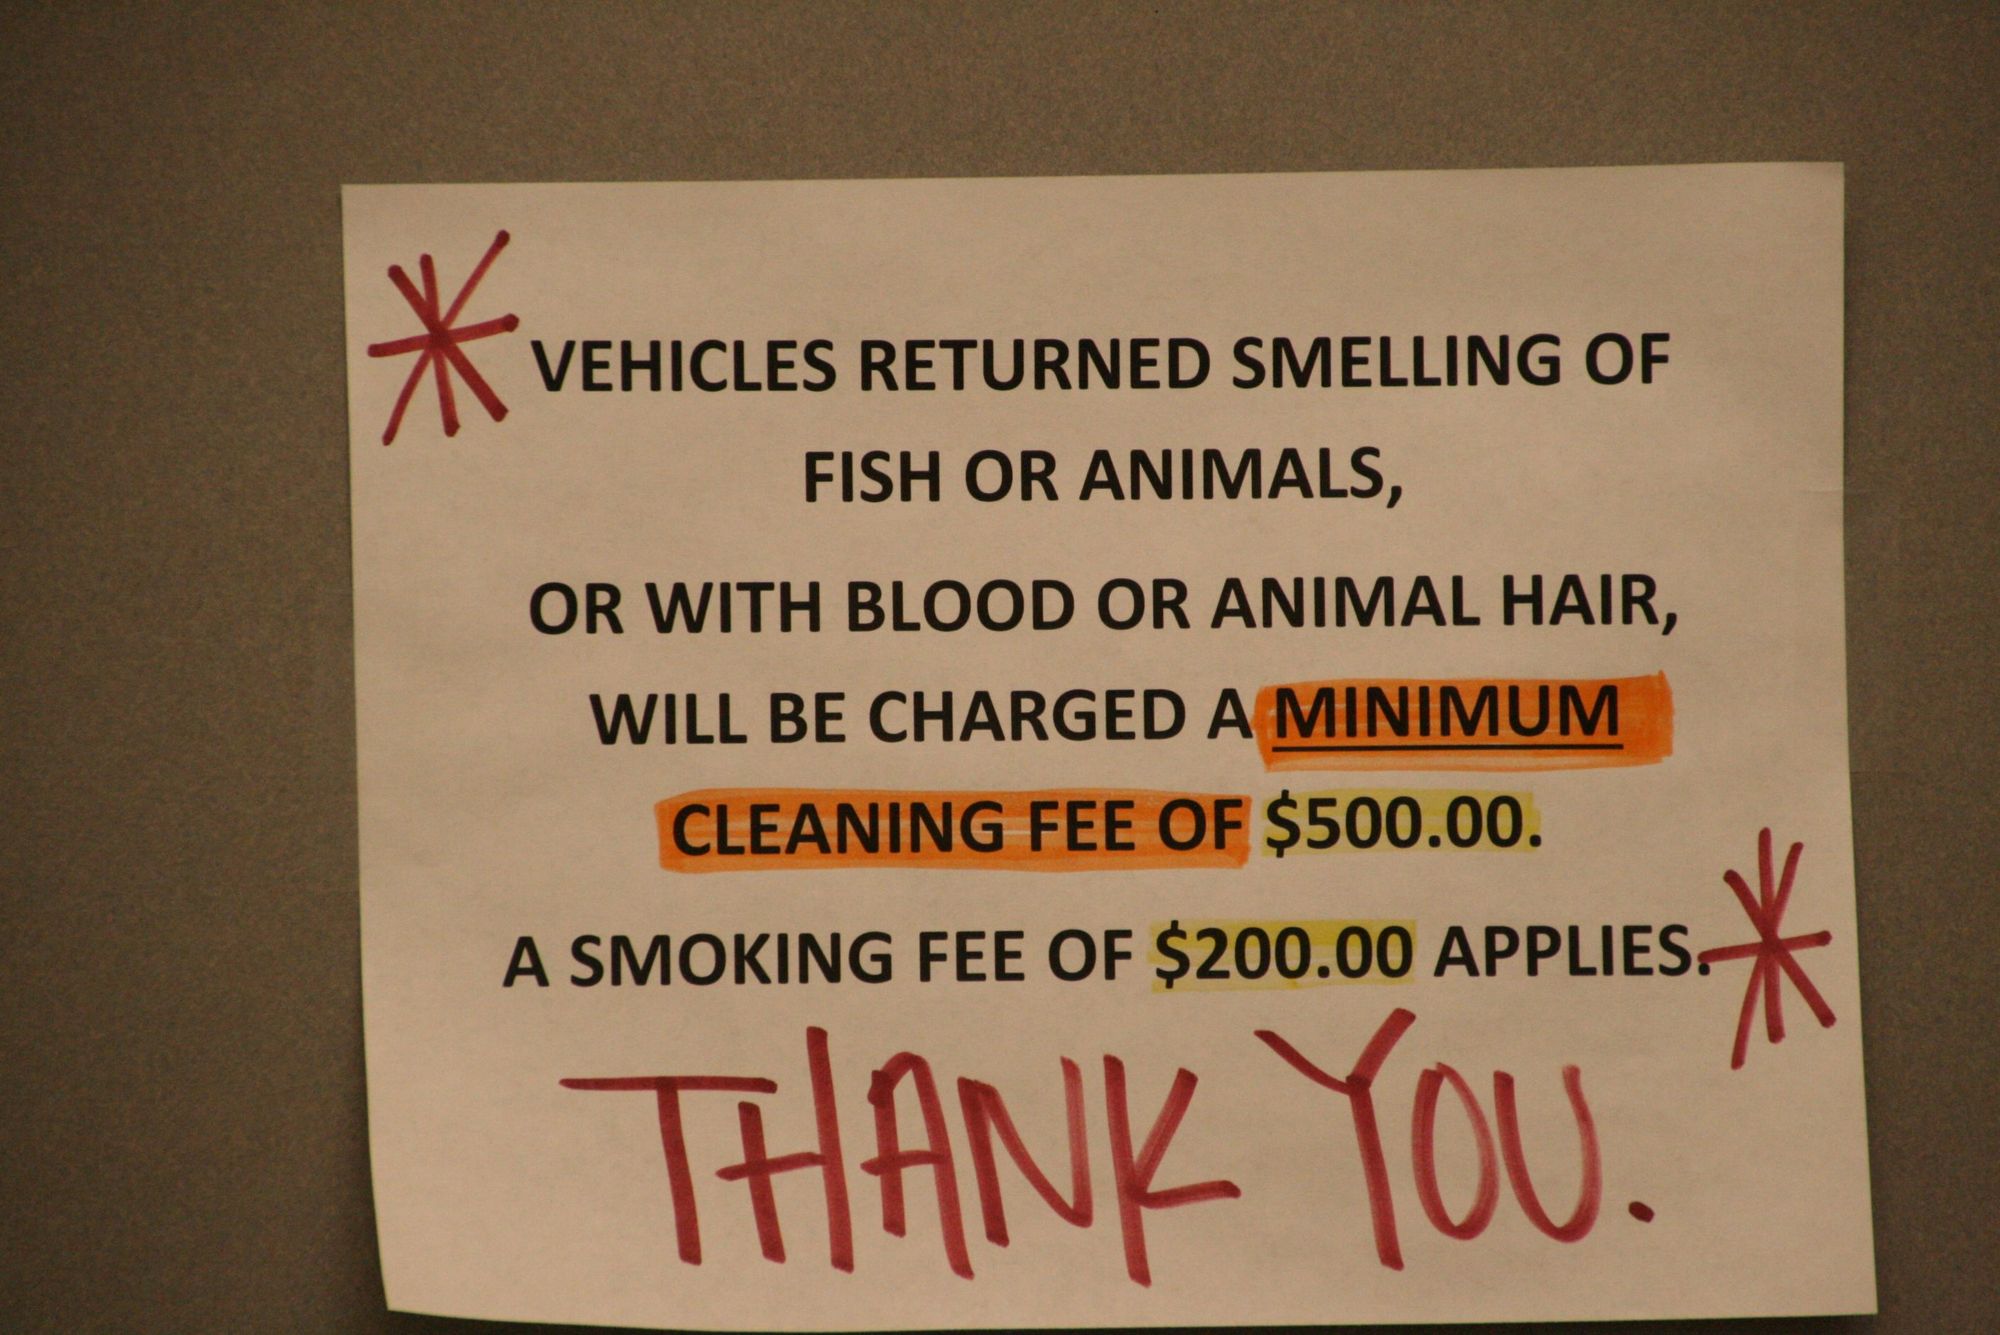 VEHICLES RETURNED SMELLING OF
FISH OR ANIMALS,
OR WITH BLOOD OR ANIMAL HAIR,
WILL BE CHARGED A MINIMUM
CLEANING FEE OF $500.00.
A SMOKING FEE OF $200.00 APPLIES.
THANK YOU.